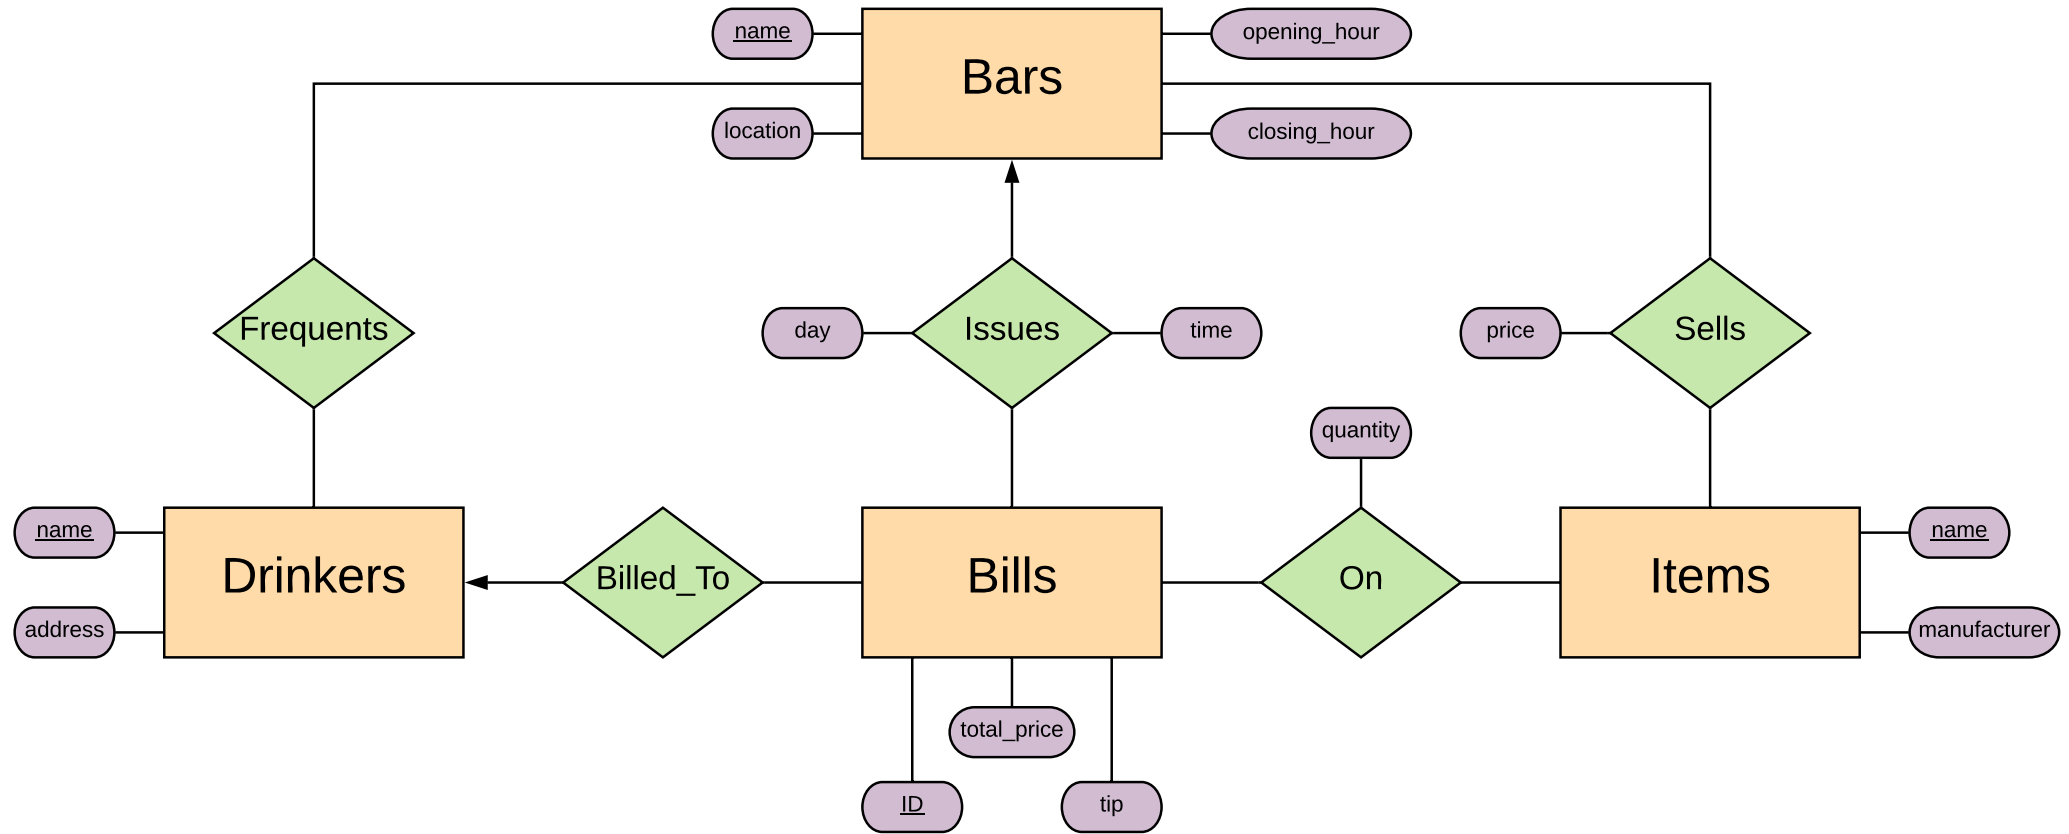 name
opening_hour
Bars
location
closing_hour
Frequents
day
Issues
time
price
Sells
quantity
name
Drinkers
address
Billed_To
Bills
On
Items
name
manufacturer
total_price
ID
tip